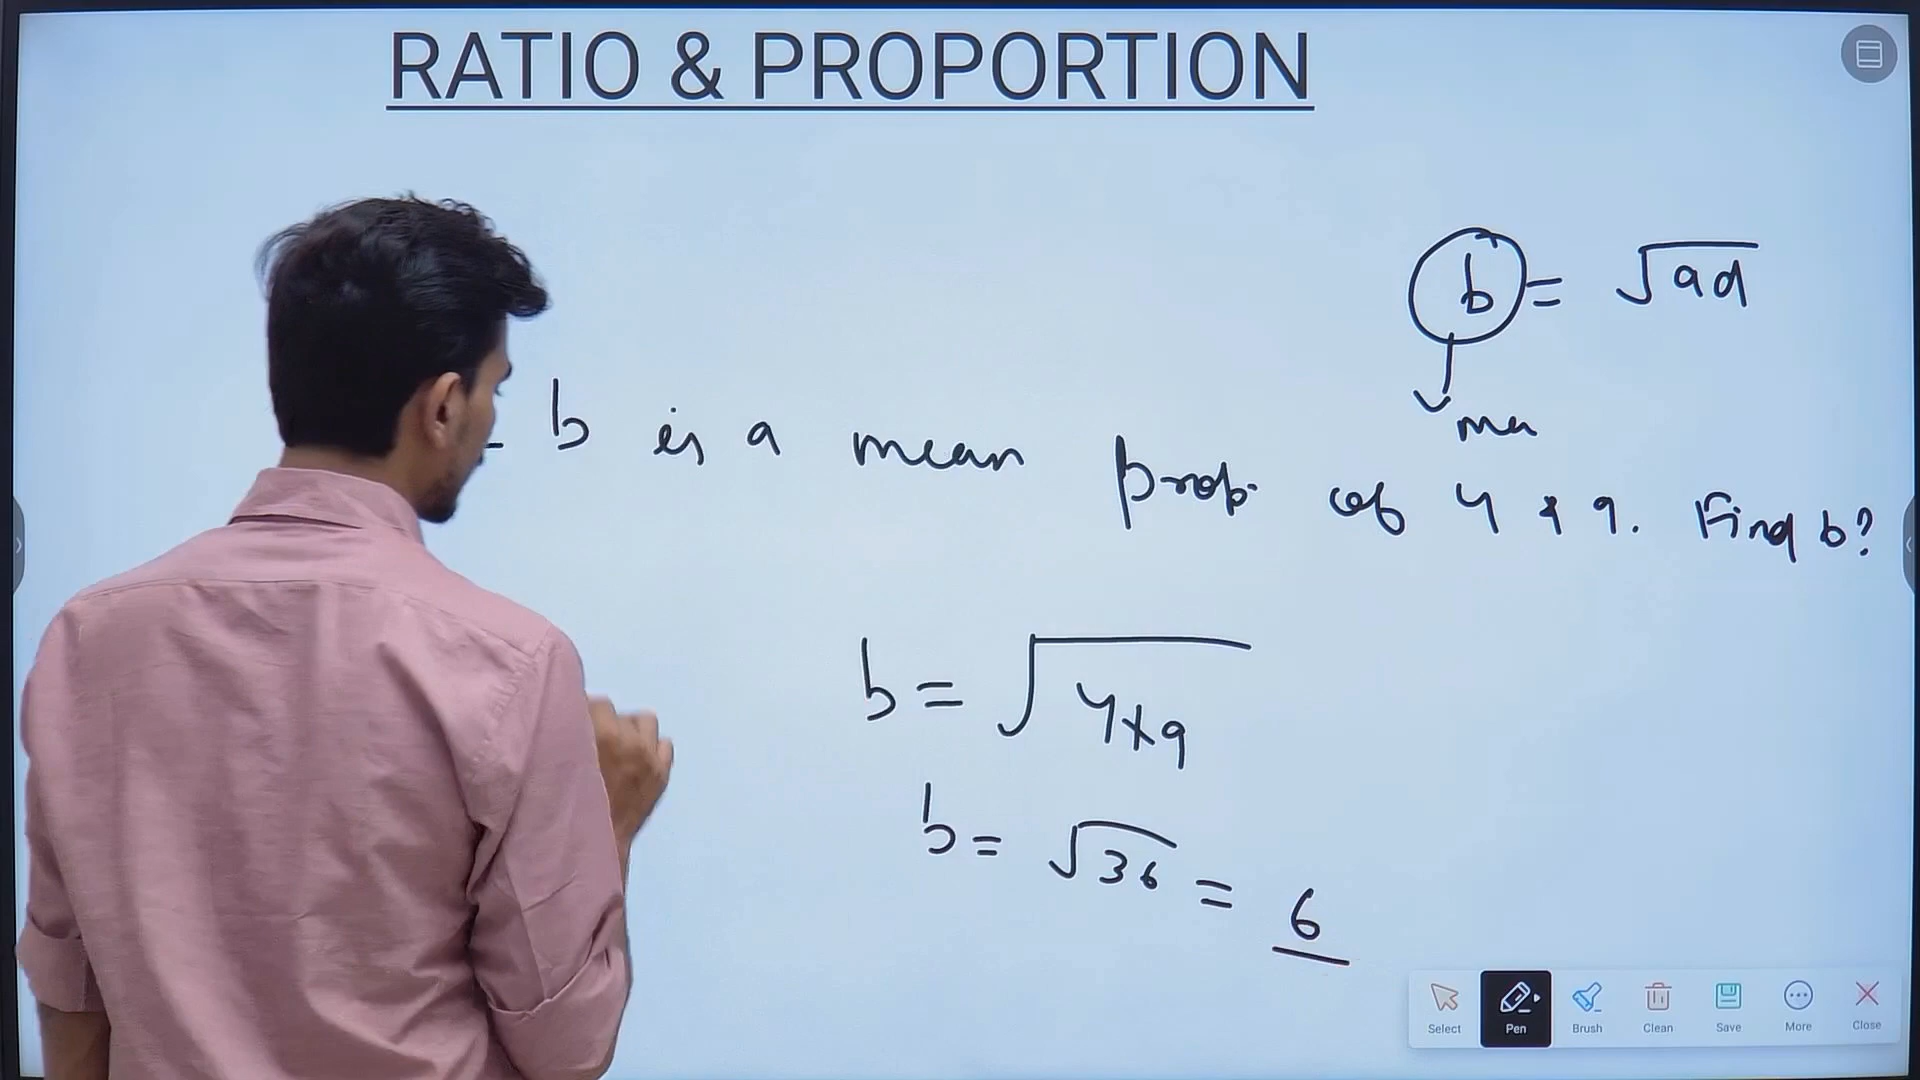 RATIO & PROPORTION
b = √ad
mea
- b is a mean prop. of 4 & 9. Find b?
b = √4×9
b = √36 = 6
Select Pen Brush Clean Save More Close